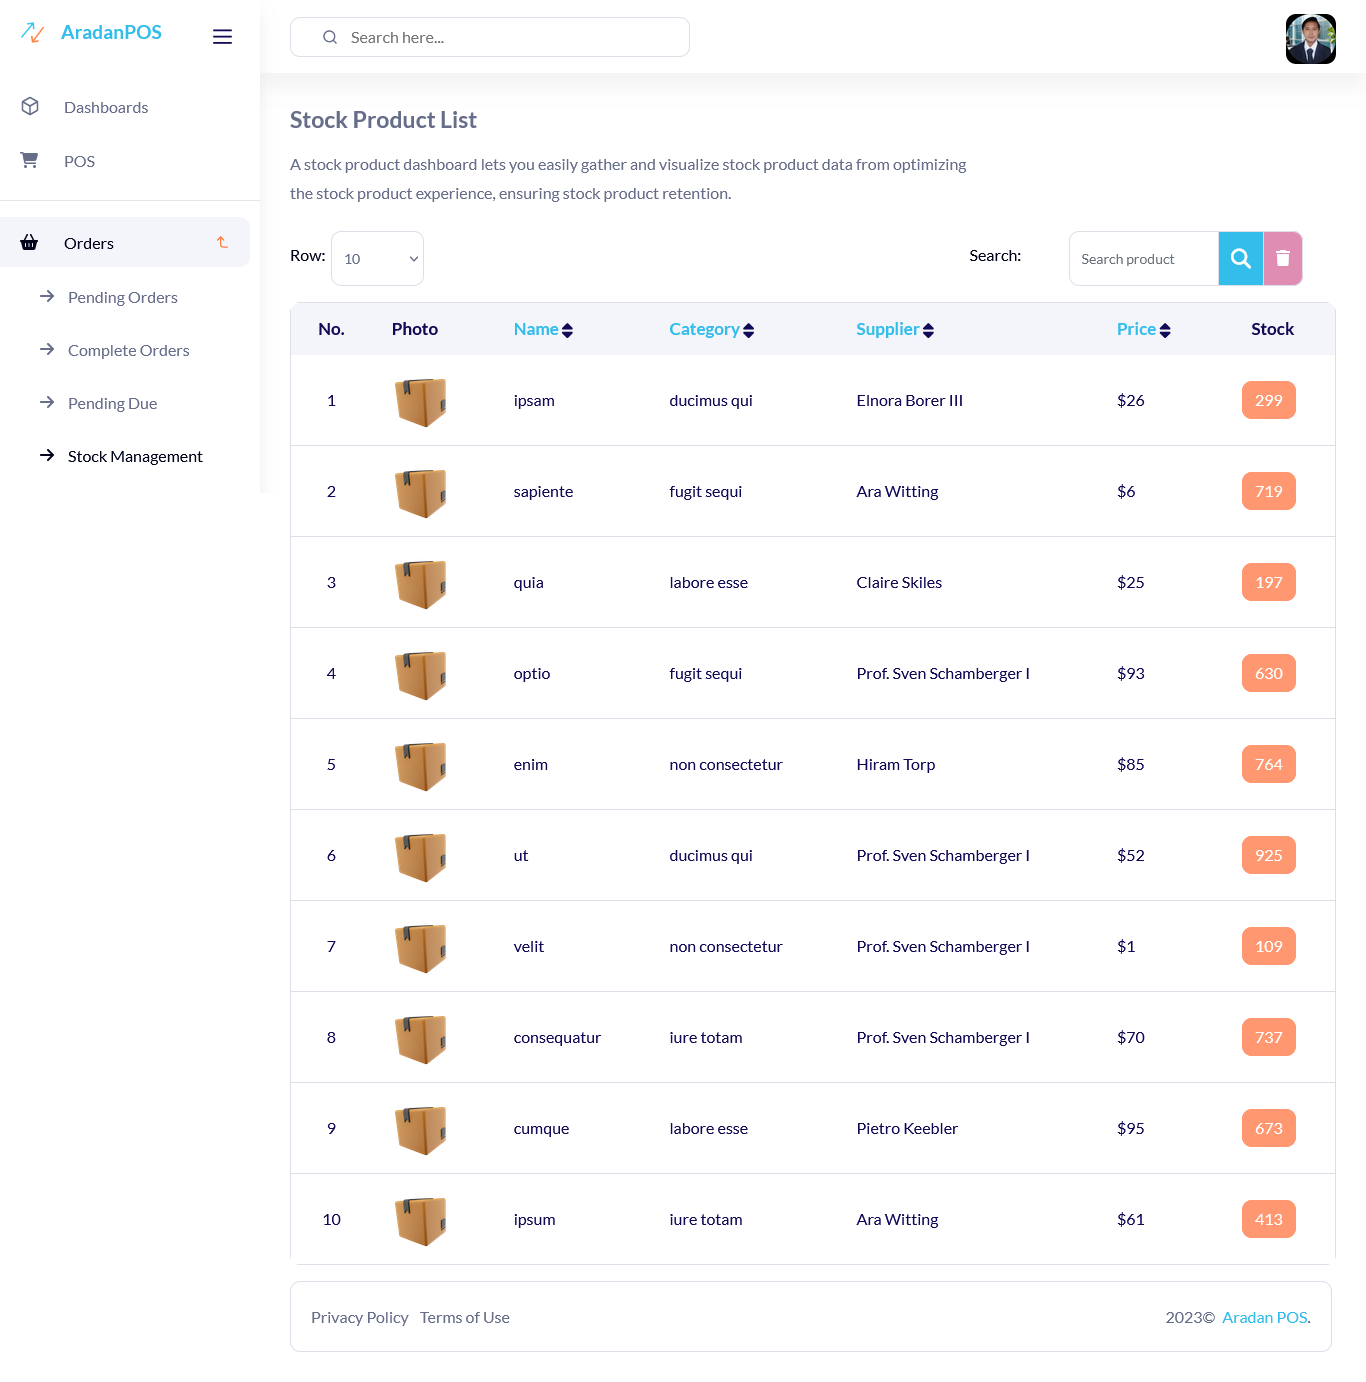 AradanPOS
Search here...
Dashboards
POS
Orders
Pending Orders
Complete Orders
Pending Due
Stock Management
Stock Product List
A stock product dashboard lets you easily gather and visualize stock product data from optimizing
the stock product experience, ensuring stock product retention.
Row: 10 Search: Search product
No. Photo Name Category Supplier Price Stock
1 ipsam ducimus qui Elnora Borer III $26 299
2 sapiente fugit sequi Ara Witting $6 719
3 quia labore esse Claire Skiles $25 197
4 optio fugit sequi Prof. Sven Schamberger I $93 630
5 enim non consectetur Hiram Torp $85 764
6 ut ducimus qui Prof. Sven Schamberger I $52 925
7 velit non consectetur Prof. Sven Schamberger I $1 109
8 consequatur iure totam Prof. Sven Schamberger I $70 737
9 cumque labore esse Pietro Keebler $95 673
10 ipsum iure totam Ara Witting $61 413
Privacy Policy Terms of Use 2023© Aradan POS.